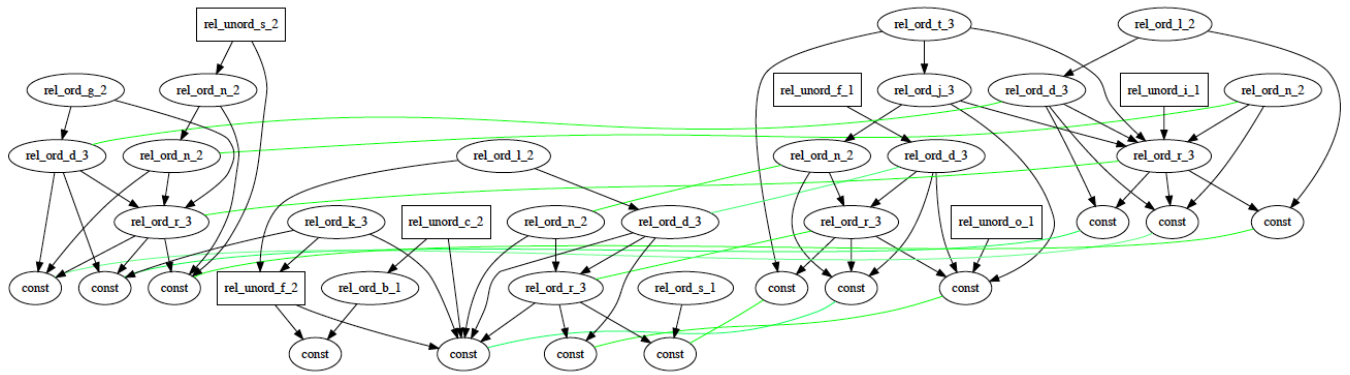 rel_unord_s_2 rel_ord_t_3 rel_ord_l_2
rel_ord_g_2 rel_ord_n_2 rel_unord_f_1 rel_ord_j_3 rel_ord_d_3 rel_unord_i_1 rel_ord_n_2
rel_ord_d_3 rel_ord_n_2 rel_ord_l_2 rel_ord_n_2 rel_ord_d_3 rel_ord_r_3
rel_ord_r_3 rel_ord_k_3 rel_unord_c_2 rel_ord_n_2 rel_ord_d_3 rel_ord_r_3 rel_unord_o_1 const const const
const const const rel_unord_f_2 rel_ord_b_1 rel_ord_r_3 rel_ord_s_1 const const const
const const const const